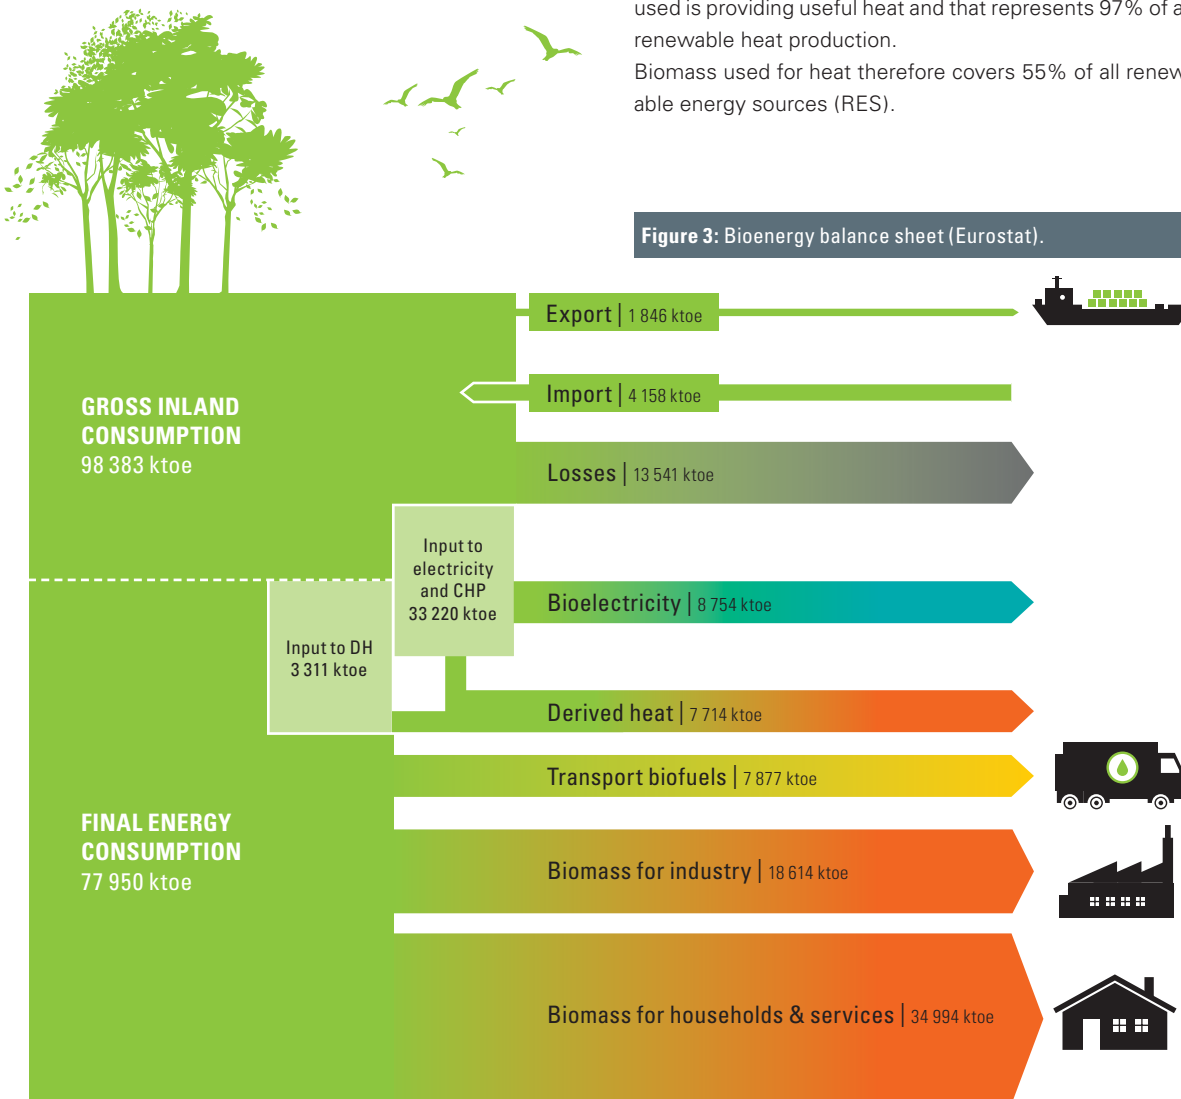 used is providing useful heat and that represents 97% of a
renewable heat production.
Biomass used for heat therefore covers 55% of all renew-
able energy sources (RES).
Figure 3: Bioenergy balance sheet (Eurostat).
Export | 1 846 ktoe
Import | 4 158 ktoe
GROSS INLAND
CONSUMPTION
98 383 ktoe
Losses | 13 541 ktoe
Input to
electricity
and CHP
33 220 ktoe
Bioelectricity | 8 754 ktoe
Input to DH
3 311 ktoe
Derived heat | 7 714 ktoe
Transport biofuels | 7 877 ktoe
FINAL ENERGY
CONSUMPTION
77 950 ktoe
Biomass for industry | 18 614 ktoe
Biomass for households & services | 34 994 ktoe